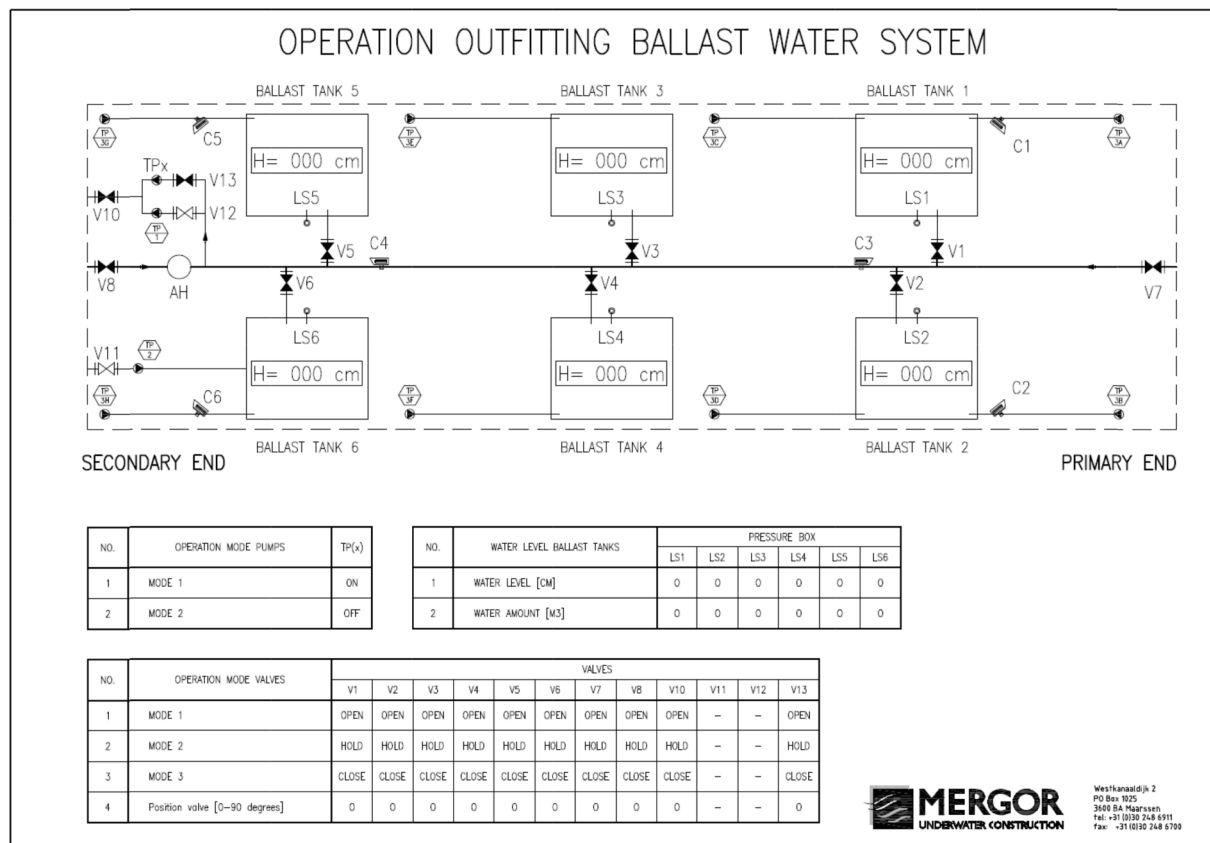 OPERATION OUTFITTING BALLAST WATER SYSTEM
BALLAST TANK 5
BALLAST TANK 3
BALLAST TANK 1
TP 3G
C5
TP 3E
TP 3C
C1
TP 3A
H= 000 cm
H= 000 cm
H= 000 cm
TPx
V13
LS5
LS3
LS1
V10
V12
TP 1
V5
C4
V3
C3
V1
V8
AH
V6
V4
V2
V7
LS6
LS4
LS2
V11
TP 2
H= 000 cm
H= 000 cm
H= 000 cm
TP 3H
C6
TP 3F
TP 3D
C2
TP 3B
BALLAST TANK 6
BALLAST TANK 4
BALLAST TANK 2
SECONDARY END
PRIMARY END
NO. OPERATION MODE PUMPS TP(x)
1 MODE 1 ON
2 MODE 2 OFF
NO. WATER LEVEL BALLAST TANKS PRESSURE BOX
LS1 LS2 LS3 LS4 LS5 LS6
1 WATER LEVEL [CM] 0 0 0 0 0 0
2 WATER AMOUNT [M3] 0 0 0 0 0 0
NO. OPERATION MODE VALVES VALVES
V1 V2 V3 V4 V5 V6 V7 V8 V10 V11 V12 V13
1 MODE 1 OPEN OPEN OPEN OPEN OPEN OPEN OPEN OPEN OPEN – – OPEN
2 MODE 2 HOLD HOLD HOLD HOLD HOLD HOLD HOLD HOLD HOLD – – HOLD
3 MODE 3 CLOSE CLOSE CLOSE CLOSE CLOSE CLOSE CLOSE CLOSE CLOSE – – CLOSE
4 Position valve [0–90 degrees] 0 0 0 0 0 0 0 0 0 – – 0
MERGOR
UNDERWATER CONSTRUCTION
Westkanaaldijk 2
PO Box 1025
3600 BA Maarssen
tel: +31 (0)30 248 6911
fax: +31 (0)30 248 6700